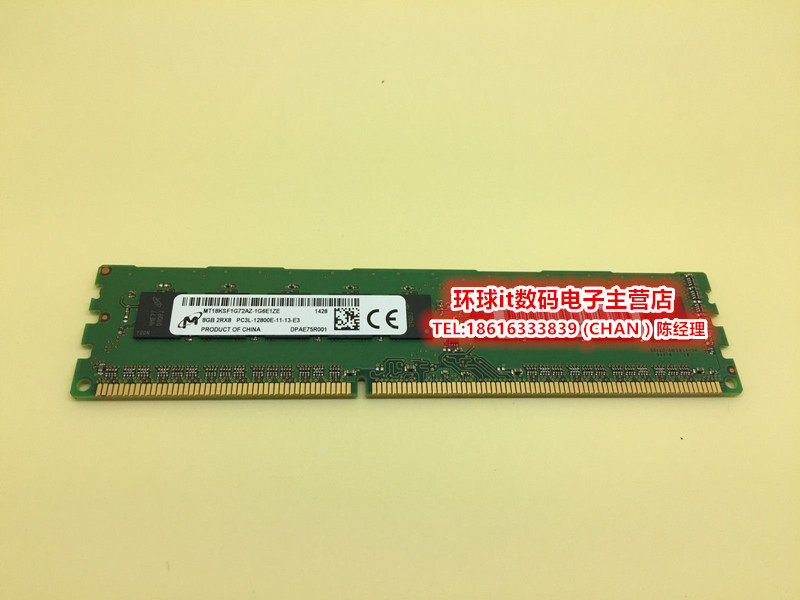 MT18KSF1G72AZ-1G6E1ZE 1428
8GB 2RX8 PC3L-12800E-11-13-E3
PRODUCT OF CHINA DPAE75R001
CE
环球it数码电子主营店
TEL:18616333839 (CHAN ) 陈经理